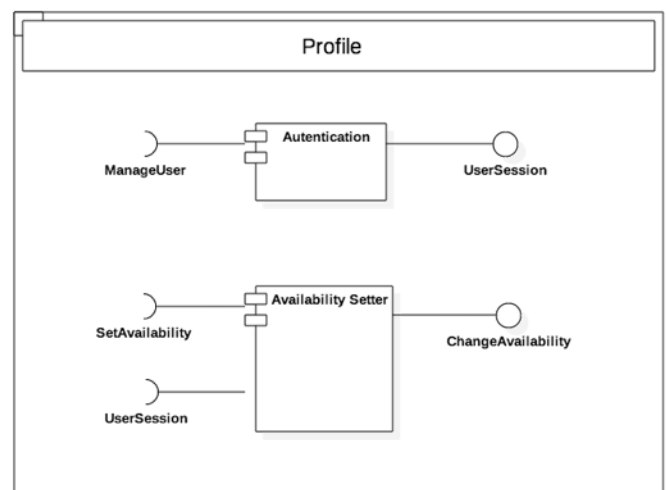 Profile
Autentication
ManageUser
UserSession
Availability Setter
SetAvailability
ChangeAvailability
UserSession